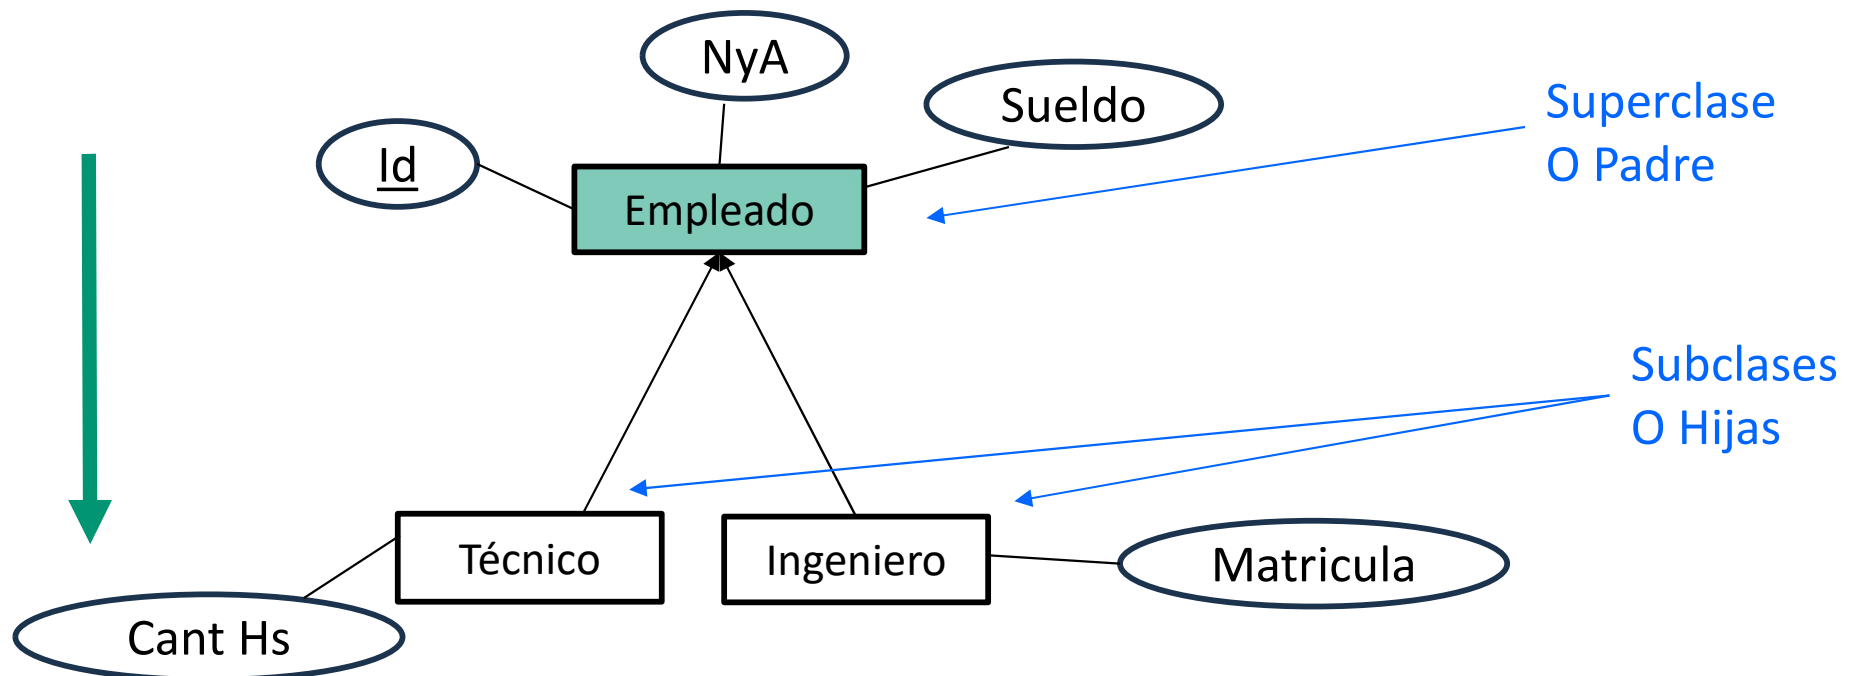 NyA
Sueldo
Superclase
O Padre
Id
Empleado
Subclases
O Hijas
Técnico
Ingeniero
Matricula
Cant Hs